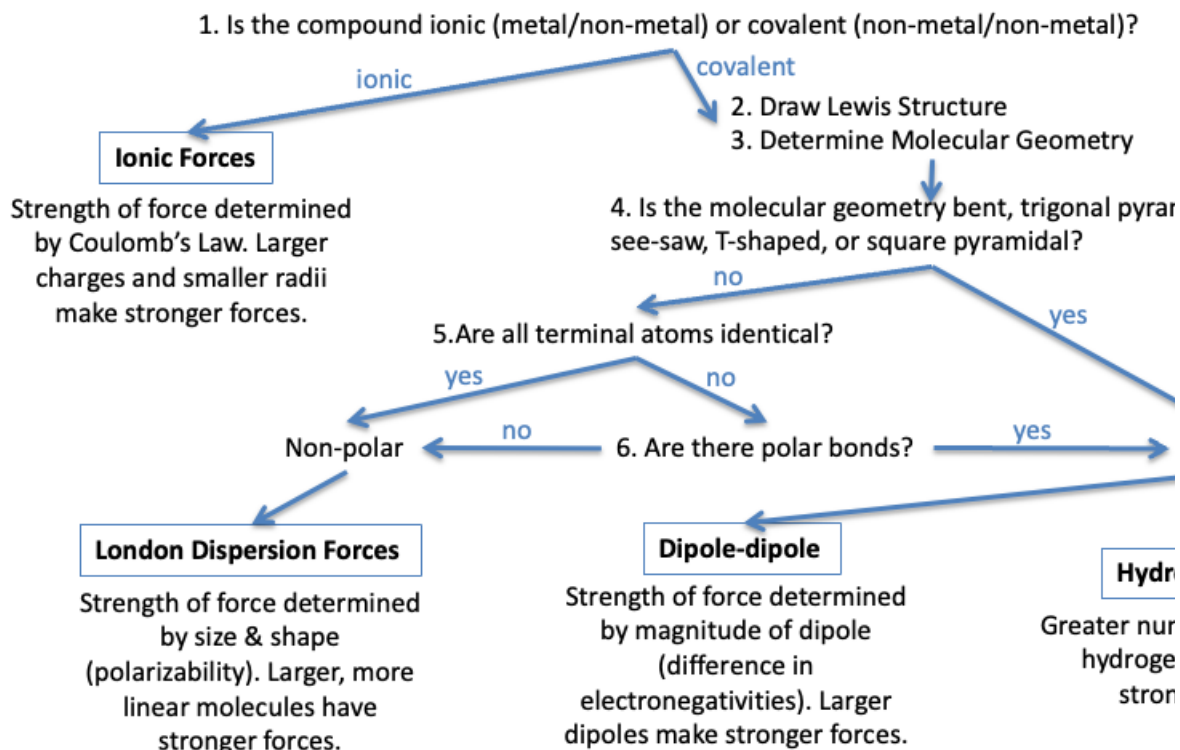 1. Is the compound ionic (metal/non-metal) or covalent (non-metal/non-metal)?
ionic
covalent
2. Draw Lewis Structure
3. Determine Molecular Geometry
Ionic Forces
Strength of force determined
by Coulomb's Law. Larger
charges and smaller radii
make stronger forces.
4. Is the molecular geometry bent, trigonal
see-saw, T-shaped, or square pyramidal?
no
yes
5.Are all terminal atoms identical?
yes
no
Non-polar
no
6. Are there polar bonds?
yes
London Dispersion Forces
Strength of force determined
by size & shape
(polarizability). Larger, more
linear molecules have
stronger forces.
Dipole-dipole
Strength of force determined
by magnitude of dipole
(difference in
electronegativities). Larger
dipoles make stronger forces.
Greater